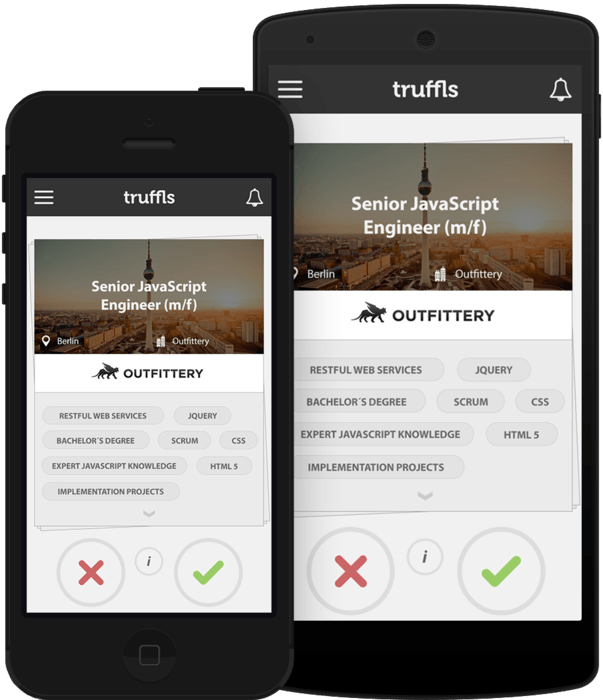 truffls
Senior JavaScript
Engineer (m/f)
Berlin Outfittery
OUTFITTERY
RESTFUL WEB SERVICES JQUERY
BACHELOR´S DEGREE SCRUM CSS
EXPERT JAVASCRIPT KNOWLEDGE HTML 5
IMPLEMENTATION PROJECTS
i
truffls
Senior JavaScript
Engineer (m/f)
Berlin Outfittery
OUTFITTERY
RESTFUL WEB SERVICES JQUERY
BACHELOR´S DEGREE SCRUM CSS
EXPERT JAVASCRIPT KNOWLEDGE HTML 5
IMPLEMENTATION PROJECTS
i